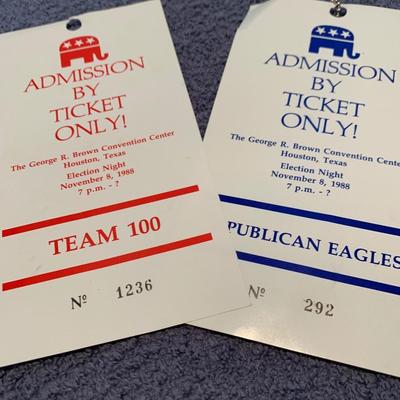 ADMISSION
BY
TICKET
ONLY!
The George R. Brown Convention Center
Houston, Texas
Election Night
November 8, 1988
7 p.m. - ?
TEAM 100
Nº 1236
ADMISSION
BY
TICKET
ONLY!
The George R. Brown Convention Center
Houston, Texas
Election Night
November 8, 1988
7 p.m. - ?
PUBLICAN EAGLES
Nº 292